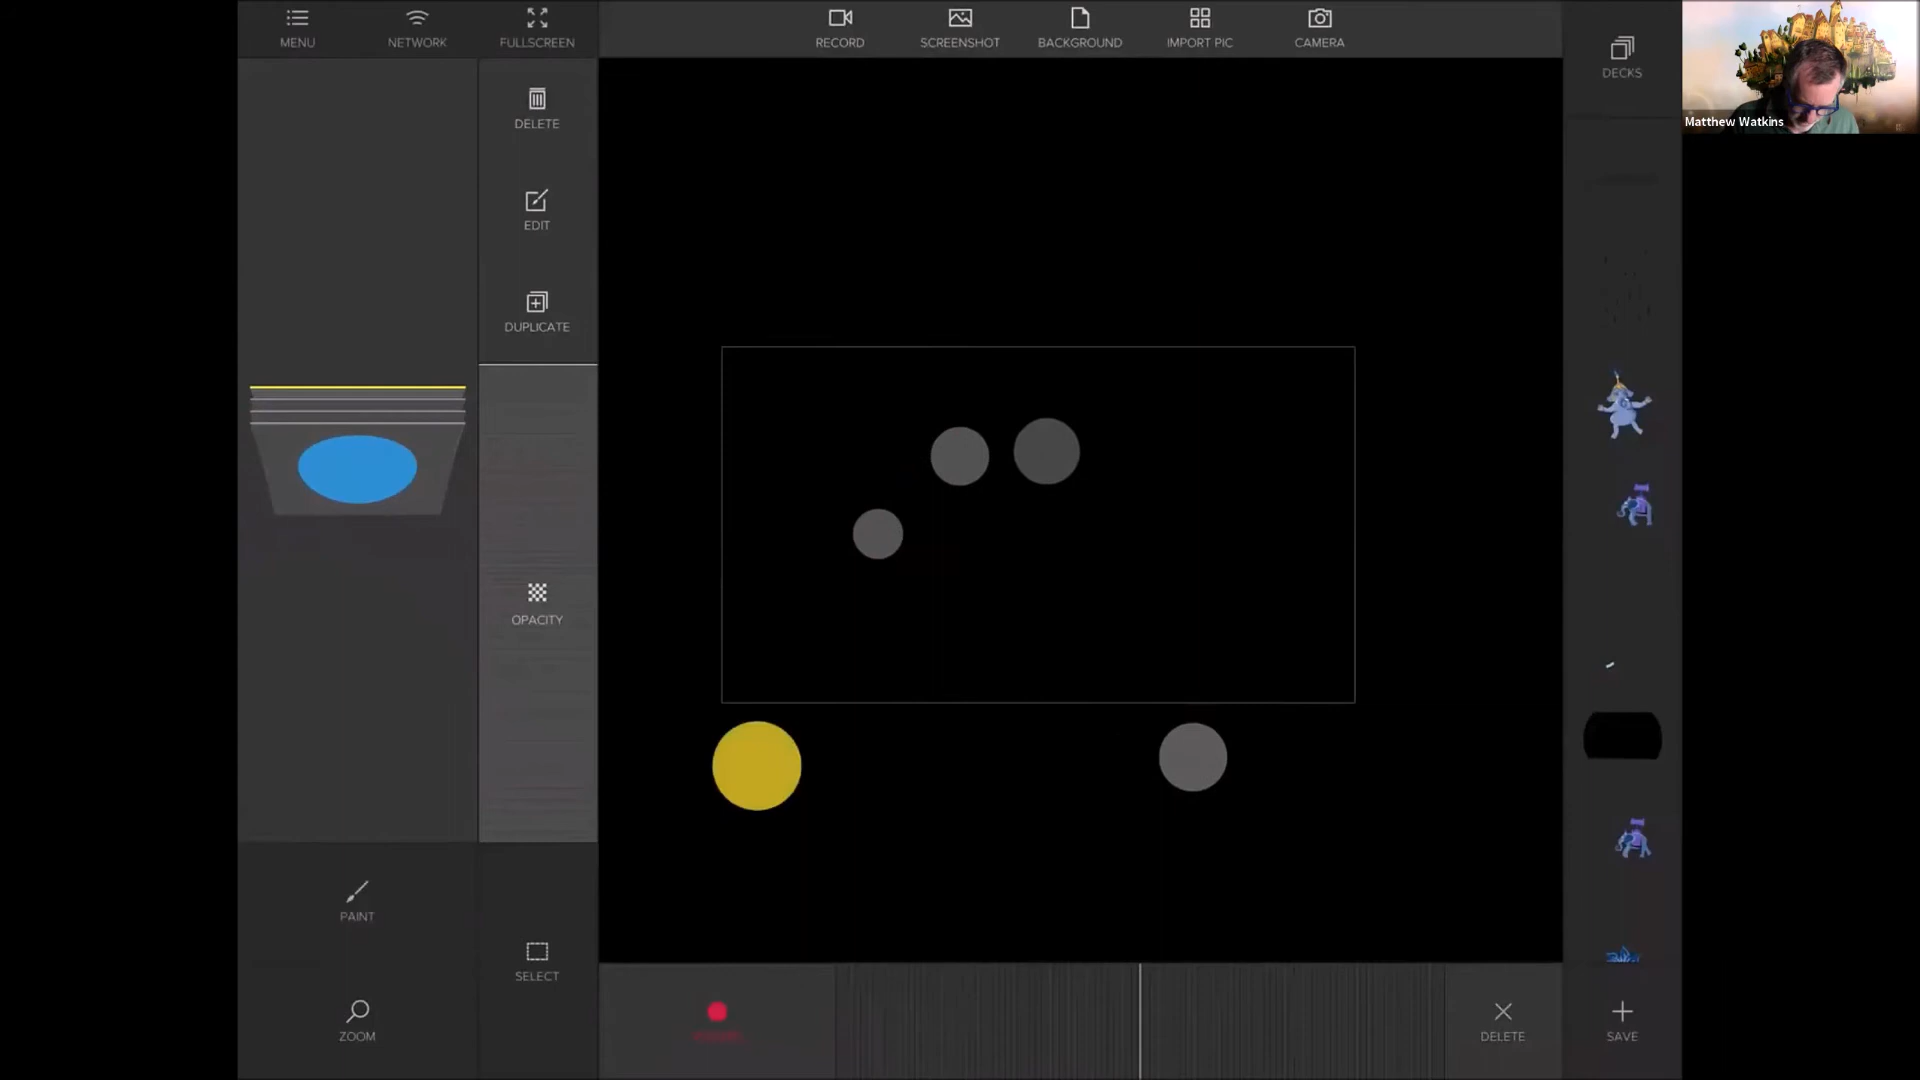 MENU
NETWORK
FULLSCREEN
RECORD
SCREENSHOT
BACKGROUND
IMPORT PIC
CAMERA
DECKS
Matthew Watkins
DELETE
EDIT
DUPLICATE
OPACITY
PAINT
SELECT
ZOOM
DELETE
SAVE